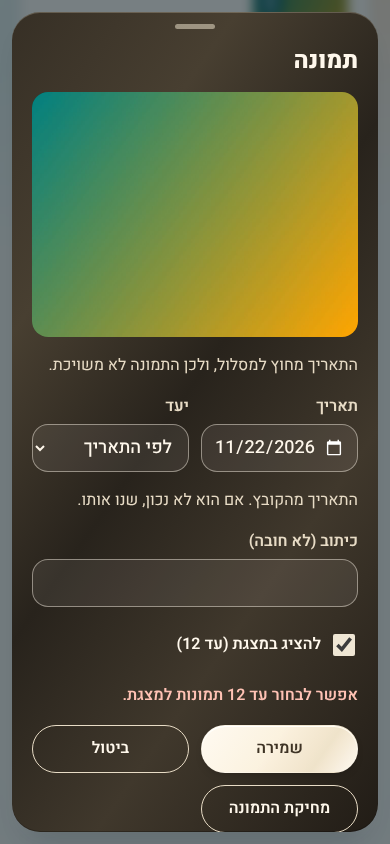 תמונה
התאריך מחוץ למסלול, ולכן התמונה לא משויכת.
תאריך
יעד
11/22/2026
לפי התאריך
התאריך מהקובץ. אם הוא לא נכון, שנו אותו.
כיתוב (לא חובה)
להציג במצגת (עד 12)
אפשר לבחור עד 12 תמונות למצגת.
שמירה
ביטול
מחיקת התמונה